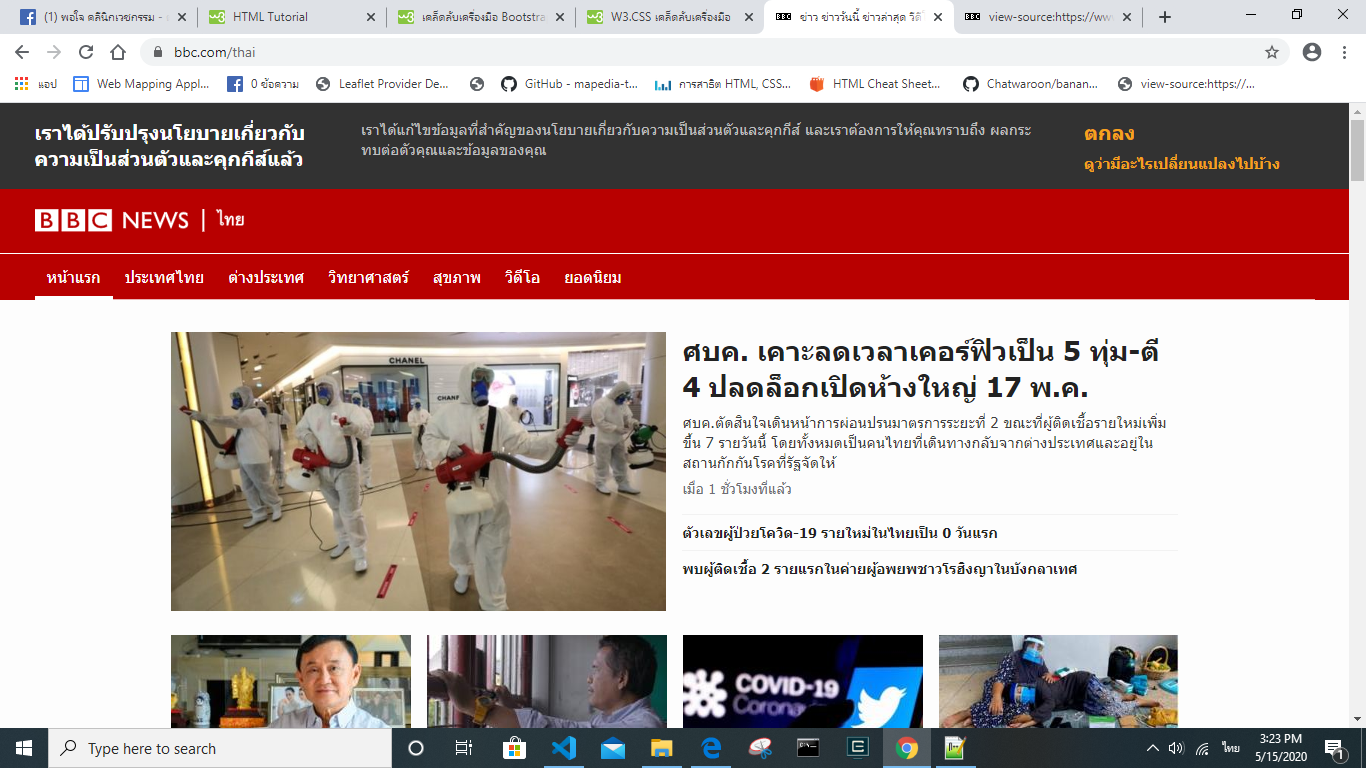 (1) พอใจ คลินิกเวชกรรม -
HTML Tutorial
เคล็ดลับเครื่องมือ Bootstra
W3.CSS เคล็ดลับเครื่องมือ
BBC ข่าว ข่าววันนี้ ข่าวล่าสุด วิดี
BBC view-source:https://ww
bbc.com/thai
แอป
Web Mapping Appl...
0 ข้อความ
Leaflet Provider De...
GitHub - mapedia-t...
การสาธิต HTML, CSS...
HTML Cheat Sheet...
Chatwaroon/banan...
view-source:https://...
เราได้ปรับปรุงนโยบายเกี่ยวกับ
ความเป็นส่วนตัวและคุกกีส์แล้ว
เราได้แก้ไขข้อมูลที่สำคัญของนโยบายเกี่ยวกับความเป็นส่วนตัวและคุกกีส์ และเราต้องการให้คุณทราบถึง ผลกระ
ทบต่อตัวคุณและข้อมูลของคุณ
ตกลง
ดูว่ามีอะไรเปลี่ยนแปลงไปบ้าง
BBC NEWS | ไทย
หน้าแรก ประเทศไทย ต่างประเทศ วิทยาศาสตร์ สุขภาพ วิดีโอ ยอดนิยม
CHANEL
CHAN
ศบค. เคาะลดเวลาเคอร์ฟิวเป็น 5 ทุ่ม-ตี
4 ปลดล็อกเปิดห้างใหญ่ 17 พ.ค.
ศบค.ตัดสินใจเดินหน้าการผ่อนปรนมาตรการระยะที่ 2 ขณะที่ผู้ติดเชื้อรายใหม่เพิ่ม
ขึ้น 7 รายวันนี้ โดยทั้งหมดเป็นคนไทยที่เดินทางกลับจากต่างประเทศและอยู่ใน
สถานกักกันโรคที่รัฐจัดให้
เมื่อ 1 ชั่วโมงที่แล้ว
ตัวเลขผู้ป่วยโควิด-19 รายใหม่ในไทยเป็น 0 วันแรก
พบผู้ติดเชื้อ 2 รายแรกในค่ายผู้อพยพชาวโรฮิงญาในบังกลาเทศ
COVID-19
Corona
Type here to search
ไทย
3:23 PM
5/15/2020
1